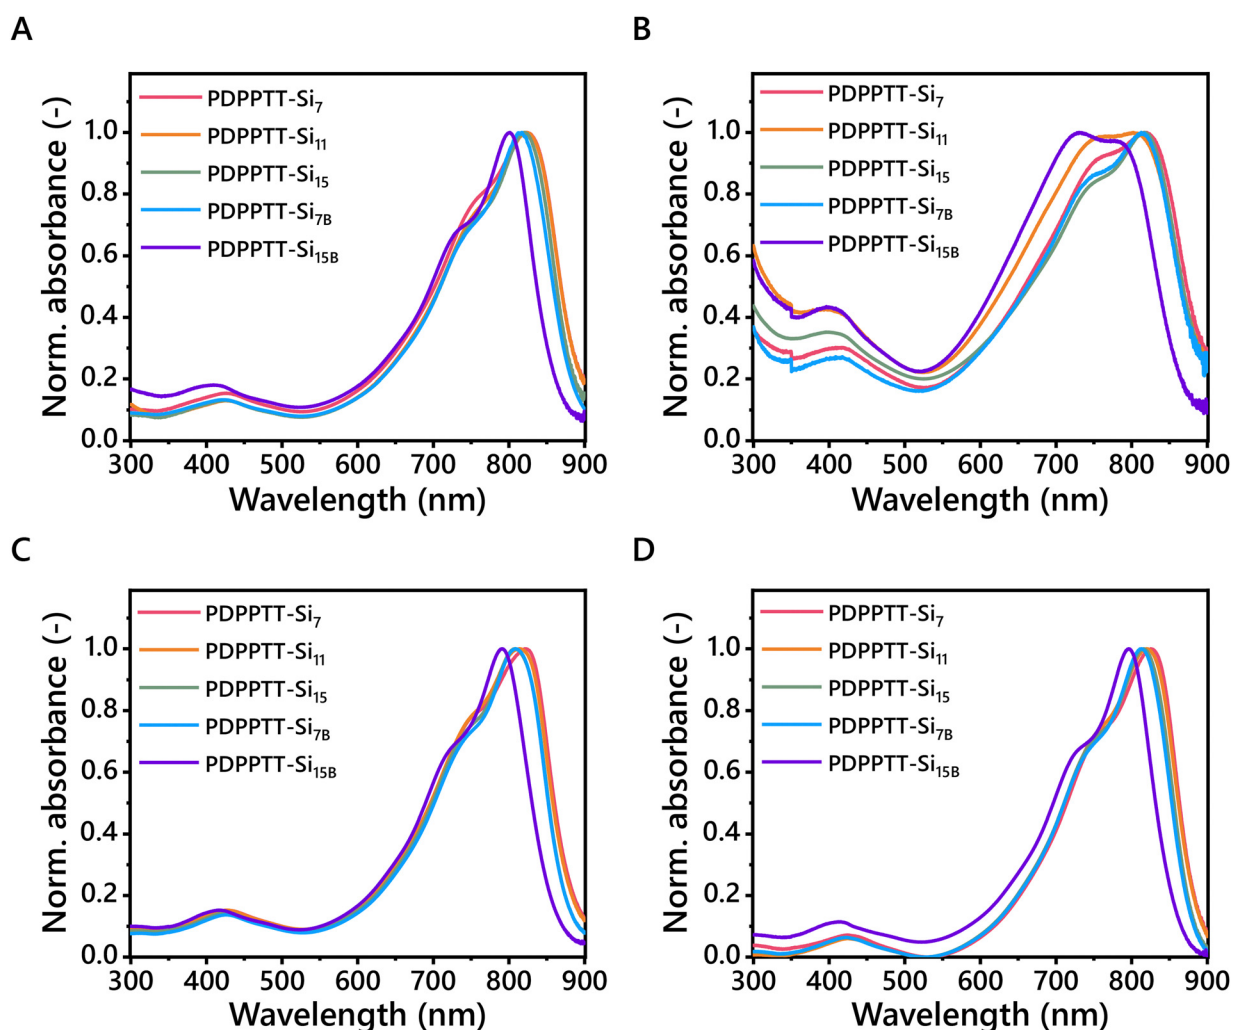 A
Norm. absorbance (-)
1.0
0.8
0.6
0.4
0.2
0.0
PDPPTT-Si7
PDPPTT-Si11
PDPPTT-Si15
PDPPTT-Si7B
PDPPTT-Si15B
300 400 500 600 700 800 900
Wavelength (nm)
B
Norm. absorbance (-)
1.0
0.8
0.6
0.4
0.2
0.0
PDPPTT-Si7
PDPPTT-Si11
PDPPTT-Si15
PDPPTT-Si7B
PDPPTT-Si15B
300 400 500 600 700 800 900
Wavelength (nm)
C
Norm. absorbance (-)
1.0
0.8
0.6
0.4
0.2
0.0
PDPPTT-Si7
PDPPTT-Si11
PDPPTT-Si15
PDPPTT-Si7B
PDPPTT-Si15B
300 400 500 600 700 800 900
Wavelength (nm)
D
Norm. absorbance (-)
1.0
0.8
0.6
0.4
0.2
0.0
PDPPTT-Si7
PDPPTT-Si11
PDPPTT-Si15
PDPPTT-Si7B
PDPPTT-Si15B
300 400 500 600 700 800 900
Wavelength (nm)